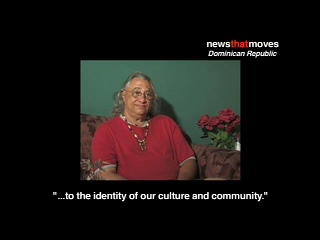 newsthatmoves
Dominican Republic
"...to the identity of our culture and community."